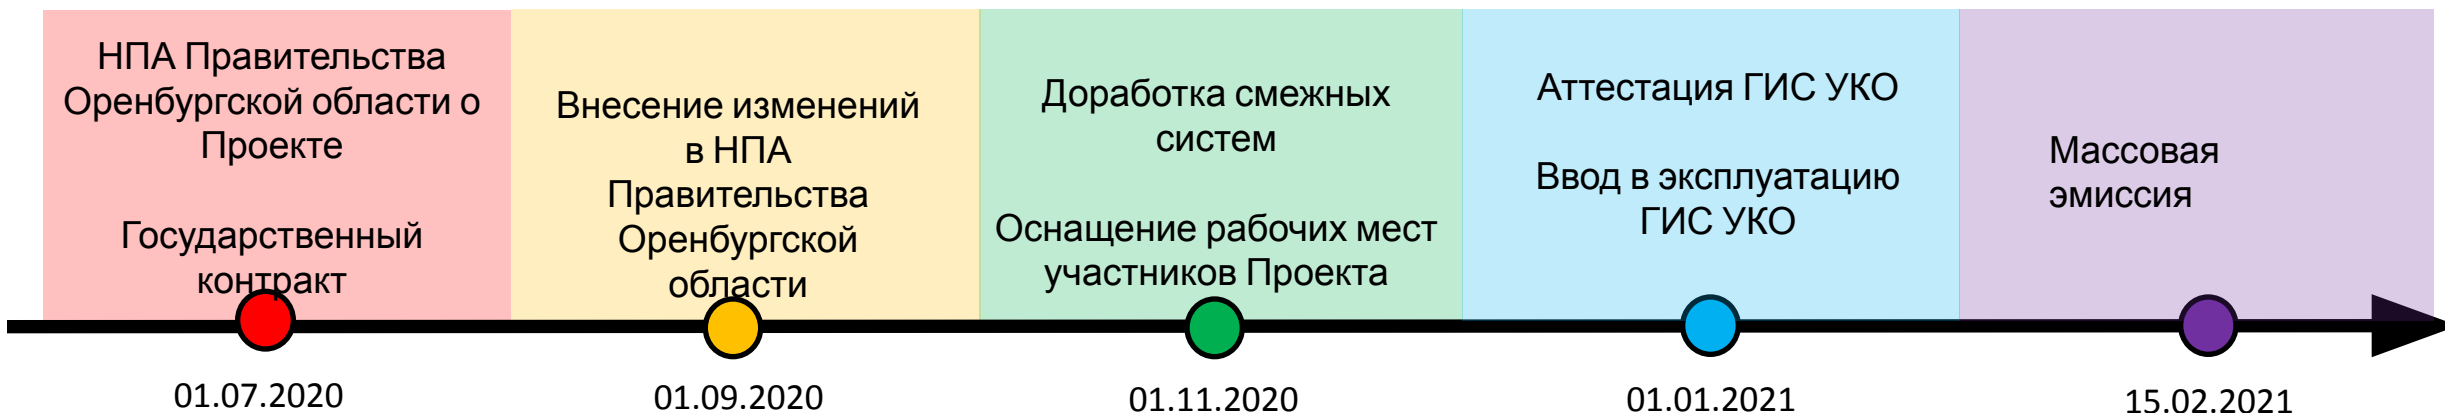 НПА Правительства
Оренбургской области о
Проекте
Государственный
контракт
Внесение изменений
в НПА
Правительства
Оренбургской
области
Доработка смежных
систем
Оснащение рабочих мест
участников Проекта
Аттестация ГИС УКО
Ввод в эксплуатацию
ГИС УКО
Массовая
эмиссия
01.07.2020
01.09.2020
01.11.2020
01.01.2021
15.02.2021